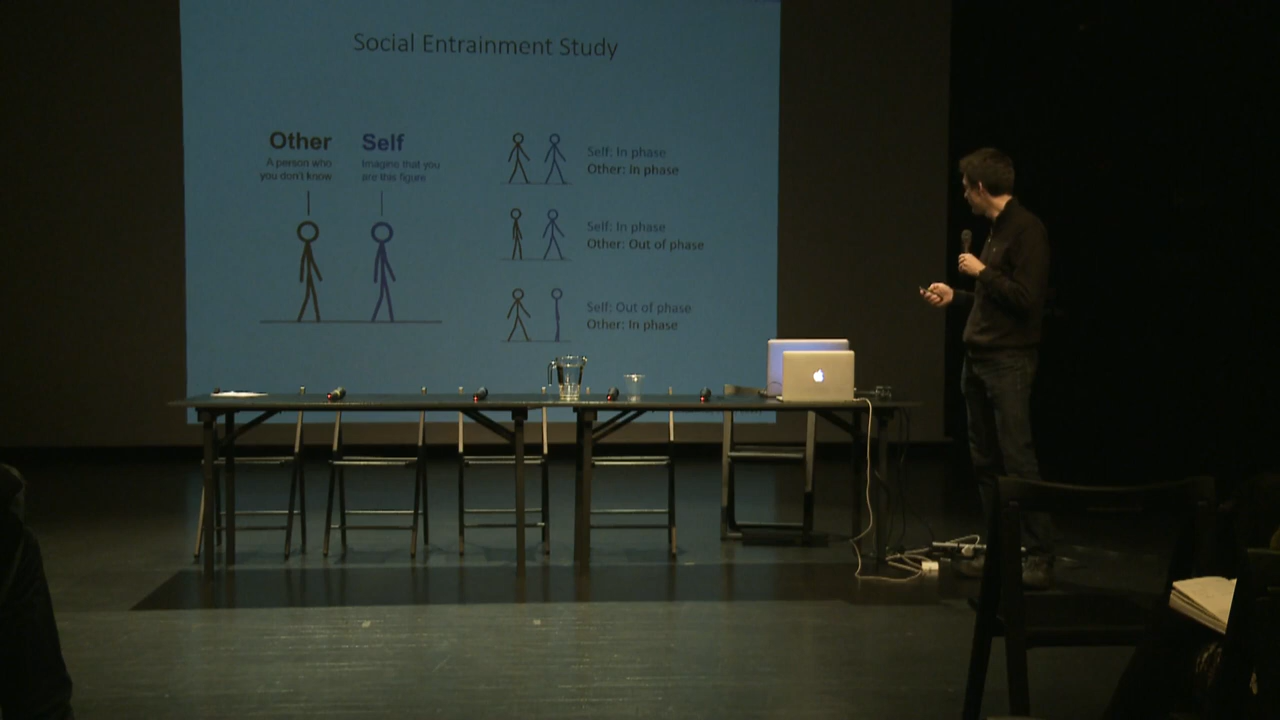 Social Entrainment Study
Other
A person who
you don't know
Self
Imagine that you
are this figure
Self: In phase
Other: In phase
Self: In phase
Other: Out of phase
Self: Out of phase
Other: In phase